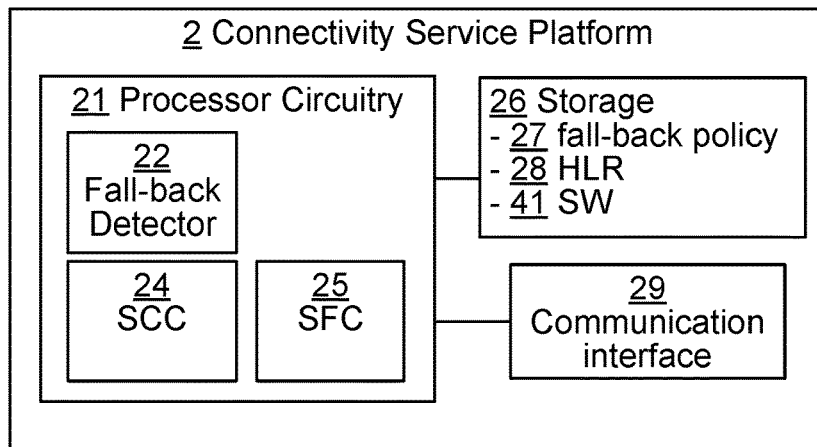 2 Connectivity Service Platform
21 Processor Circuitry
22
Fall-back
Detector
24
SCC
25
SFC
26 Storage
- 27 fall-back policy
- 28 HLR
- 41 SW
29
Communication
interface